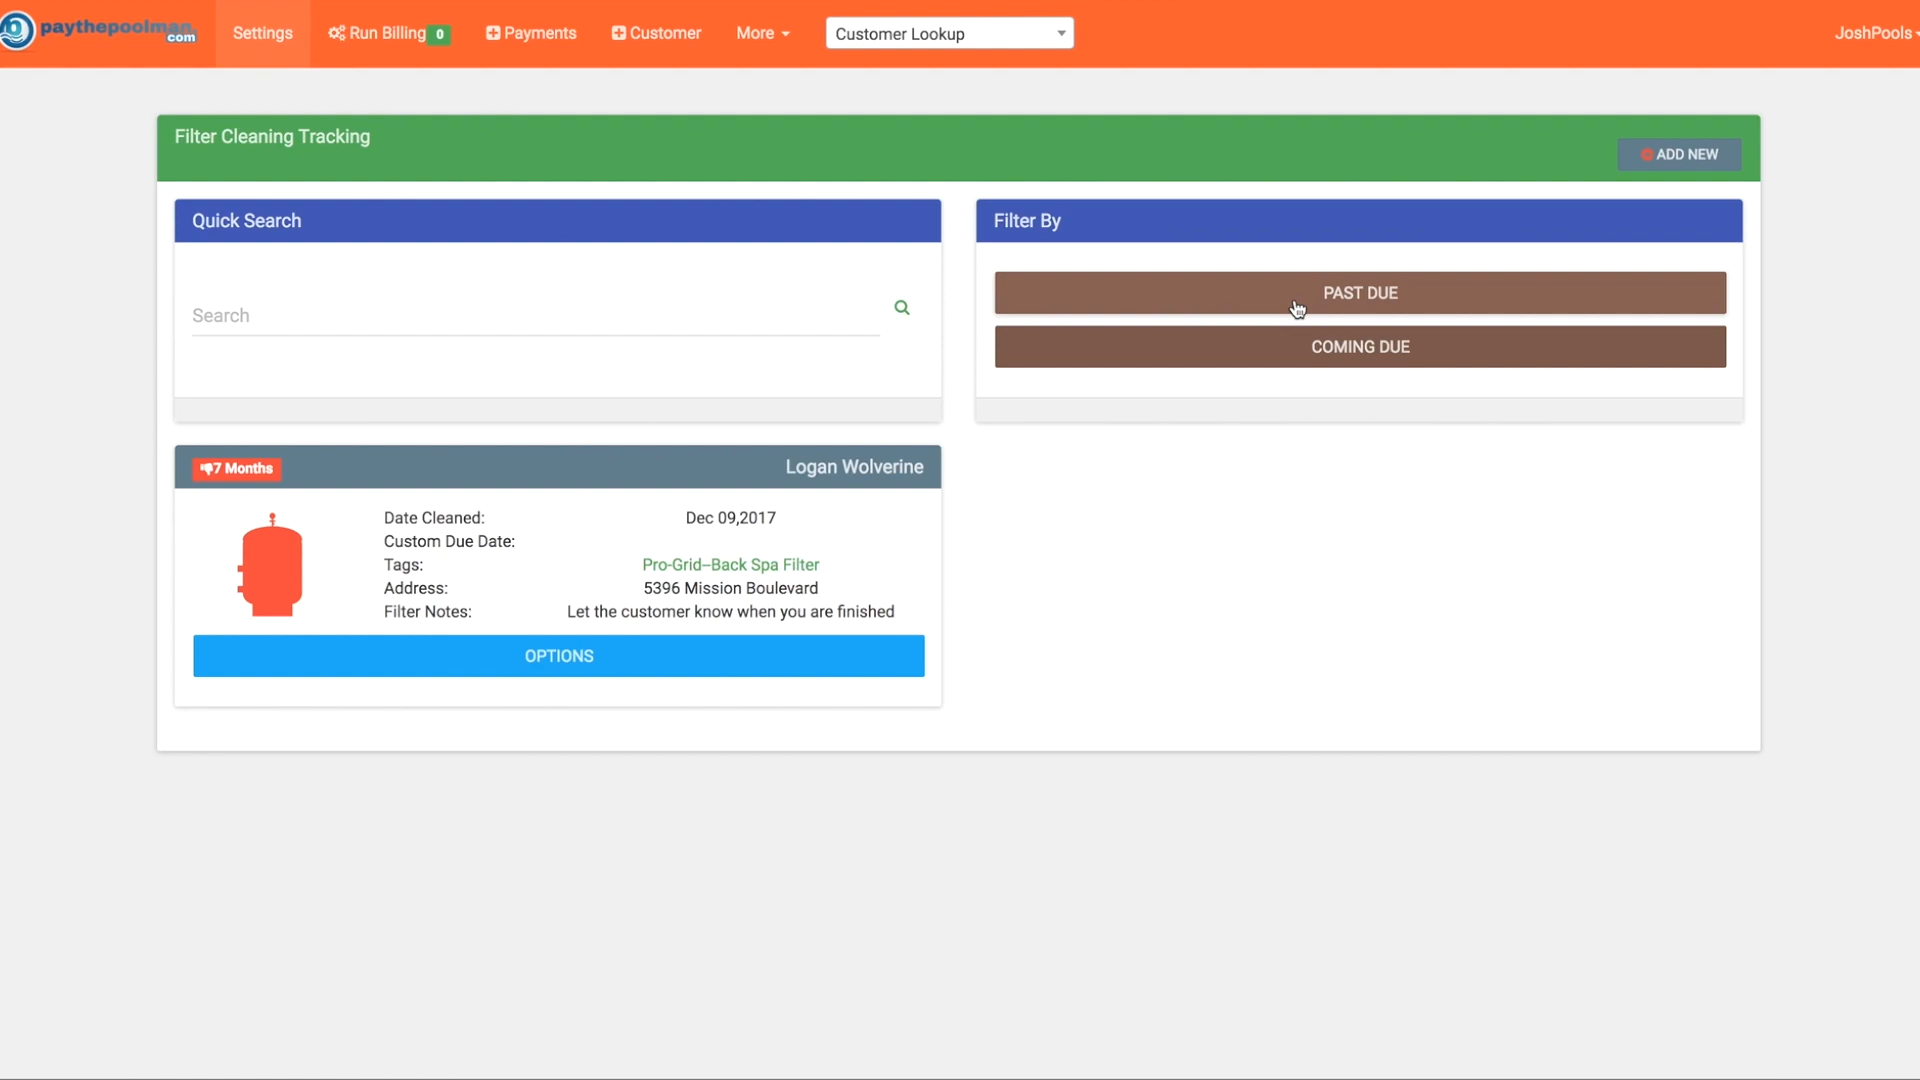 paythepoolman.com
Settings
Run Billing 0
Payments
Customer
More
Customer Lookup
JoshPools
Filter Cleaning Tracking
ADD NEW
Quick Search
Search
Filter By
PAST DUE
COMING DUE
7 Months
Logan Wolverine
Date Cleaned: Dec 09,2017
Custom Due Date:
Tags: Pro-Grid--Back Spa Filter
Address: 5396 Mission Boulevard
Filter Notes: Let the customer know when you are finished
OPTIONS